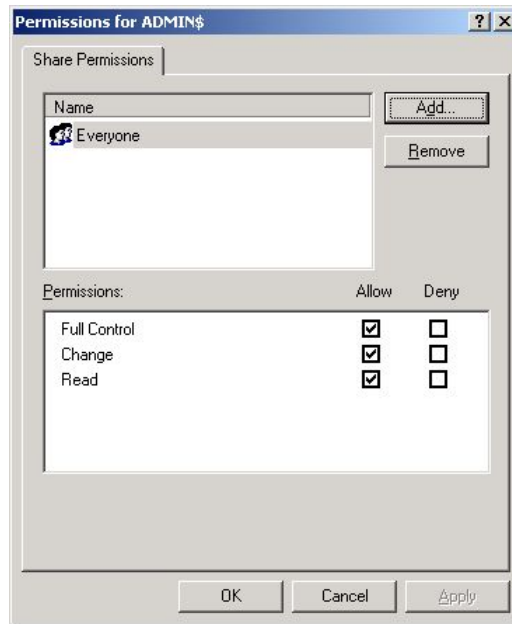 Permissions for ADMIN$
Share Permissions
Name
Everyone
Add...
Remove
Permissions: Allow Deny
Full Control
Change
Read
OK Cancel Apply